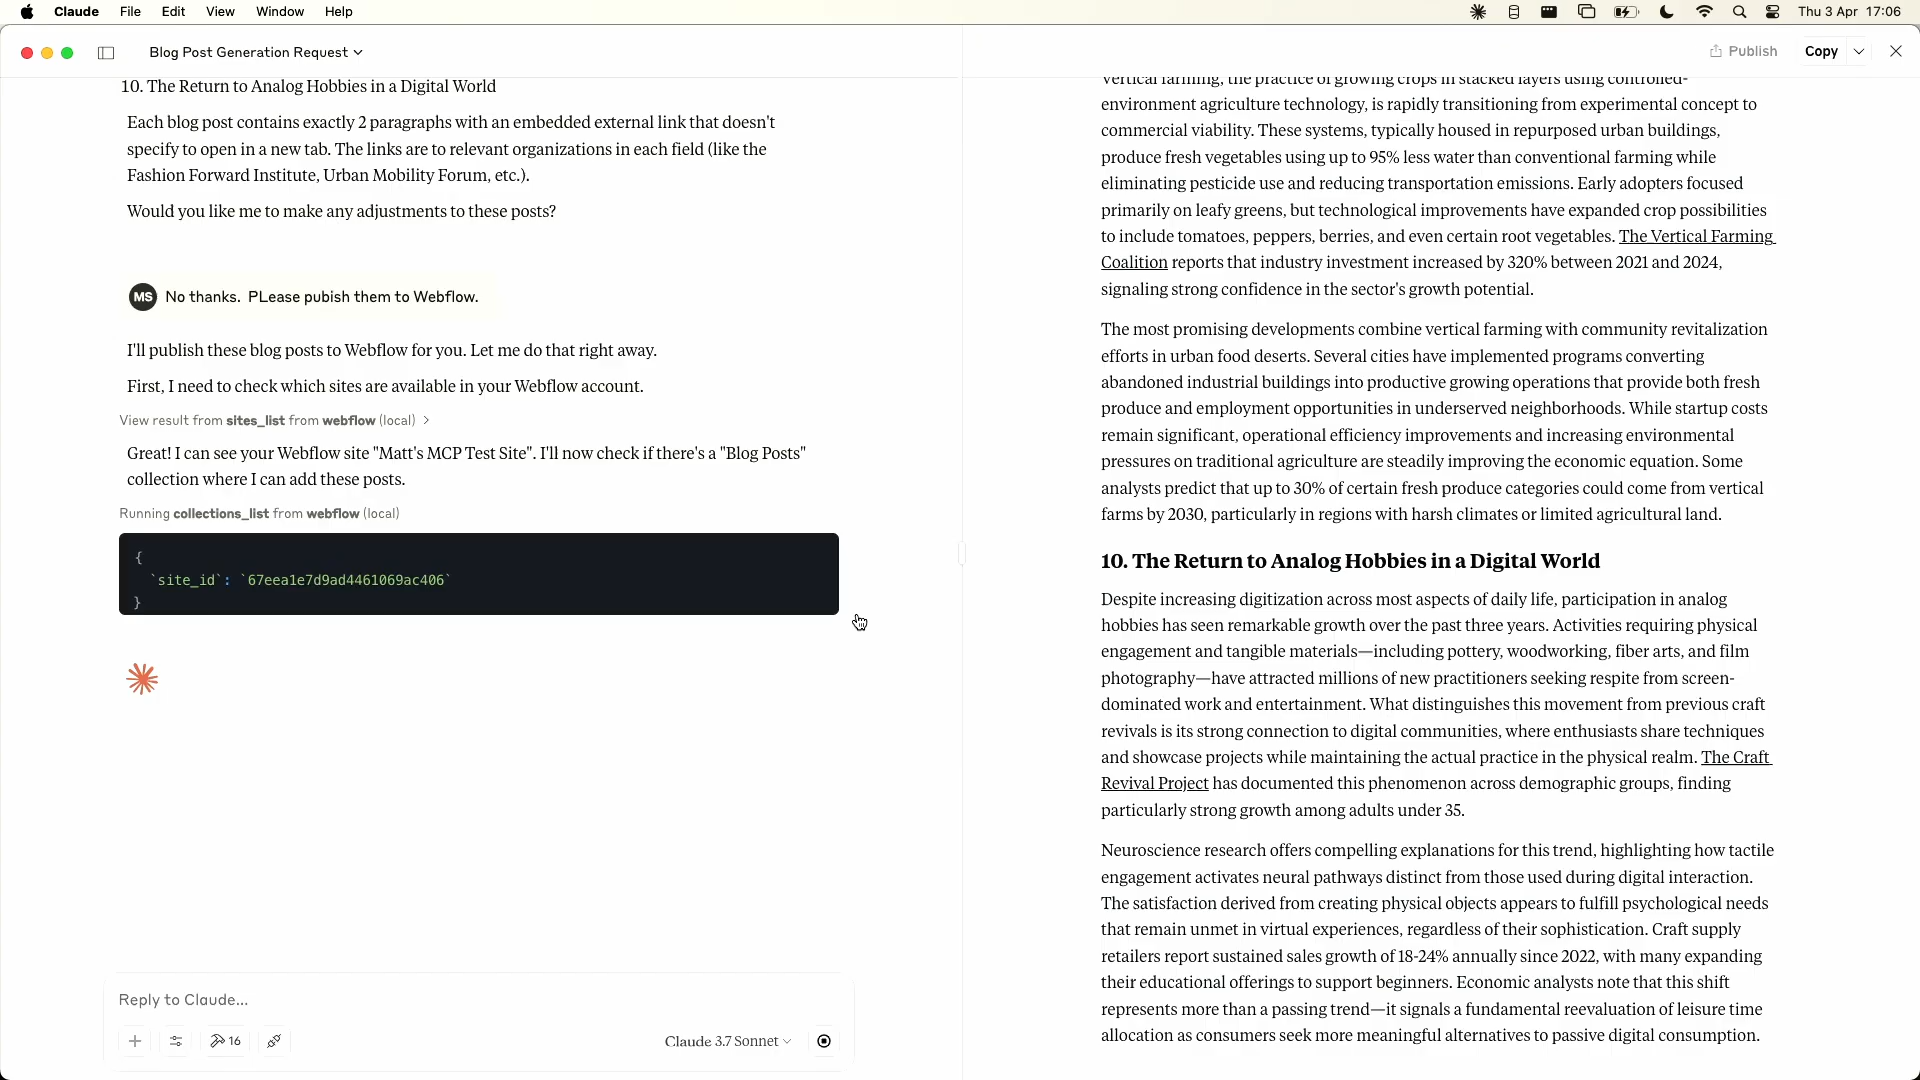 Claude File Edit View Window Help
Thu 3 Apr 17:06
Blog Post Generation Request
Publish
Copy
10. The Return to Analog Hobbies in a Digital World
Each blog post contains exactly 2 paragraphs with an embedded external link that doesn't
specify to open in a new tab. The links are to relevant organizations in each field (like the
Fashion Forward Institute, Urban Mobility Forum, etc.).
Would you like me to make any adjustments to these posts?
MS
No thanks. PLease pubish them to Webflow.
I'll publish these blog posts to Webflow for you. Let me do that right away.
First, I need to check which sites are available in your Webflow account.
View result from sites_list from webflow (local)
Great! I can see your Webflow site "Matt's MCP Test Site". I'll now check if there's a "Blog Posts"
collection where I can add these posts.
Running collections_list from webflow (local)
{
`site_id`: `67eea1e7d9ad4461069ac406`
}
Reply to Claude...
16
Claude 3.7 Sonnet
Vertical farming, the practice of growing crops in stacked layers using controlled-
environment agriculture technology, is rapidly transitioning from experimental concept to
commercial viability. These systems, typically housed in repurposed urban buildings,
produce fresh vegetables using up to 95% less water than conventional farming while
eliminating pesticide use and reducing transportation emissions. Early adopters focused
primarily on leafy greens, but technological improvements have expanded crop possibilities
to include tomatoes, peppers, berries, and even certain root vegetables. The Vertical Farming
Coalition reports that industry investment increased by 320% between 2021 and 2024,
signaling strong confidence in the sector's growth potential.
The most promising developments combine vertical farming with community revitalization
efforts in urban food deserts. Several cities have implemented programs converting
abandoned industrial buildings into productive growing operations that provide both fresh
produce and employment opportunities in underserved neighborhoods. While startup costs
remain significant, operational efficiency improvements and increasing environmental
pressures on traditional agriculture are steadily improving the economic equation. Some
analysts predict that up to 30% of certain fresh produce categories could come from vertical
farms by 2030, particularly in regions with harsh climates or limited agricultural land.
10. The Return to Analog Hobbies in a Digital World
Despite increasing digitization across most aspects of daily life, participation in analog
hobbies has seen remarkable growth over the past three years. Activities requiring physical
engagement and tangible materials—including pottery, woodworking, fiber arts, and film
photography—have attracted millions of new practitioners seeking respite from screen-
dominated work and entertainment. What distinguishes this movement from previous craft
revivals is its strong connection to digital communities, where enthusiasts share techniques
and showcase projects while maintaining the actual practice in the physical realm. The Craft
Revival Project has documented this phenomenon across demographic groups, finding
particularly strong growth among adults under 35.
Neuroscience research offers compelling explanations for this trend, highlighting how tactile
engagement activates neural pathways distinct from those used during digital interaction.
The satisfaction derived from creating physical objects appears to fulfill psychological needs
that remain unmet in virtual experiences, regardless of their sophistication. Craft supply
retailers report sustained sales growth of 18-24% annually since 2022, with many expanding
their educational offerings to support beginners. Economic analysts note that this shift
represents more than a passing trend—it signals a fundamental reevaluation of leisure time
allocation as consumers seek more meaningful alternatives to passive digital consumption.